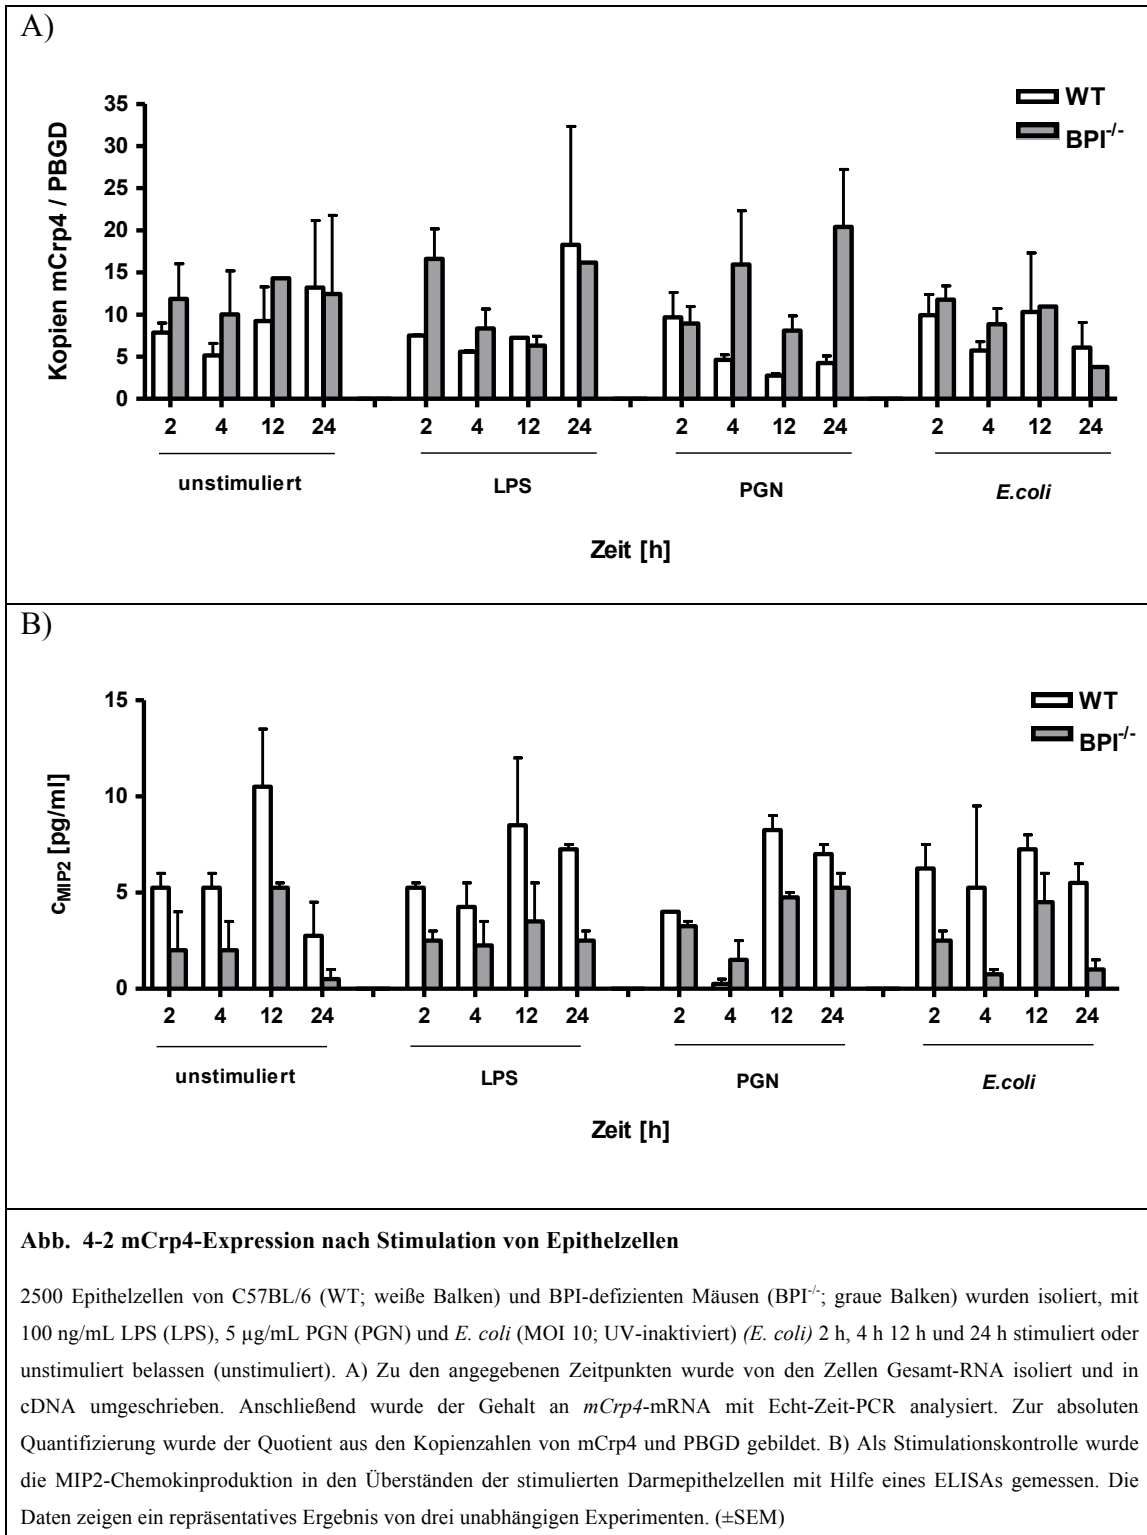 A)
WT
BPI-/-
Kopien mCrp4 / PBGD
35
30
25
20
15
10
5
0
2 4 12 24 2 4 12 24 2 4 12 24 2 4 12 24
unstimuliert LPS PGN E.coli
Zeit [h]
B)
WT
BPI-/-
cMIP2 [pg/ml]
15
10
5
0
2 4 12 24 2 4 12 24 2 4 12 24 2 4 12 24
unstimuliert LPS PGN E.coli
Zeit [h]
Abb. 4-2 mCrp4-Expression nach Stimulation von Epithelzellen
2500 Epithelzellen von C57BL/6 (WT; weiße Balken) und BPI-defizienten Mäusen (BPI-/-; graue Balken) wurden isoliert, mit
100 ng/mL LPS (LPS), 5 µg/mL PGN (PGN) und E. coli (MOI 10; UV-inaktiviert) (E. coli) 2 h, 4 h 12 h und 24 h stimuliert oder
unstimuliert belassen (unstimuliert). A) Zu den angegebenen Zeitpunkten wurde von den Zellen Gesamt-RNA isoliert und in
cDNA umgeschrieben. Anschließend wurde der Gehalt an mCrp4-mRNA mit Echt-Zeit-PCR analysiert. Zur absoluten
Quantifizierung wurde der Quotient aus den Kopienzahlen von mCrp4 und PBGD gebildet. B) Als Stimulationskontrolle wurde
die MIP2-Chemokinproduktion in den Überständen der stimulierten Darmepithelzellen mit Hilfe eines ELISAs gemessen. Die
Daten zeigen ein repräsentatives Ergebnis von drei unabhängigen Experimenten. (±SEM)